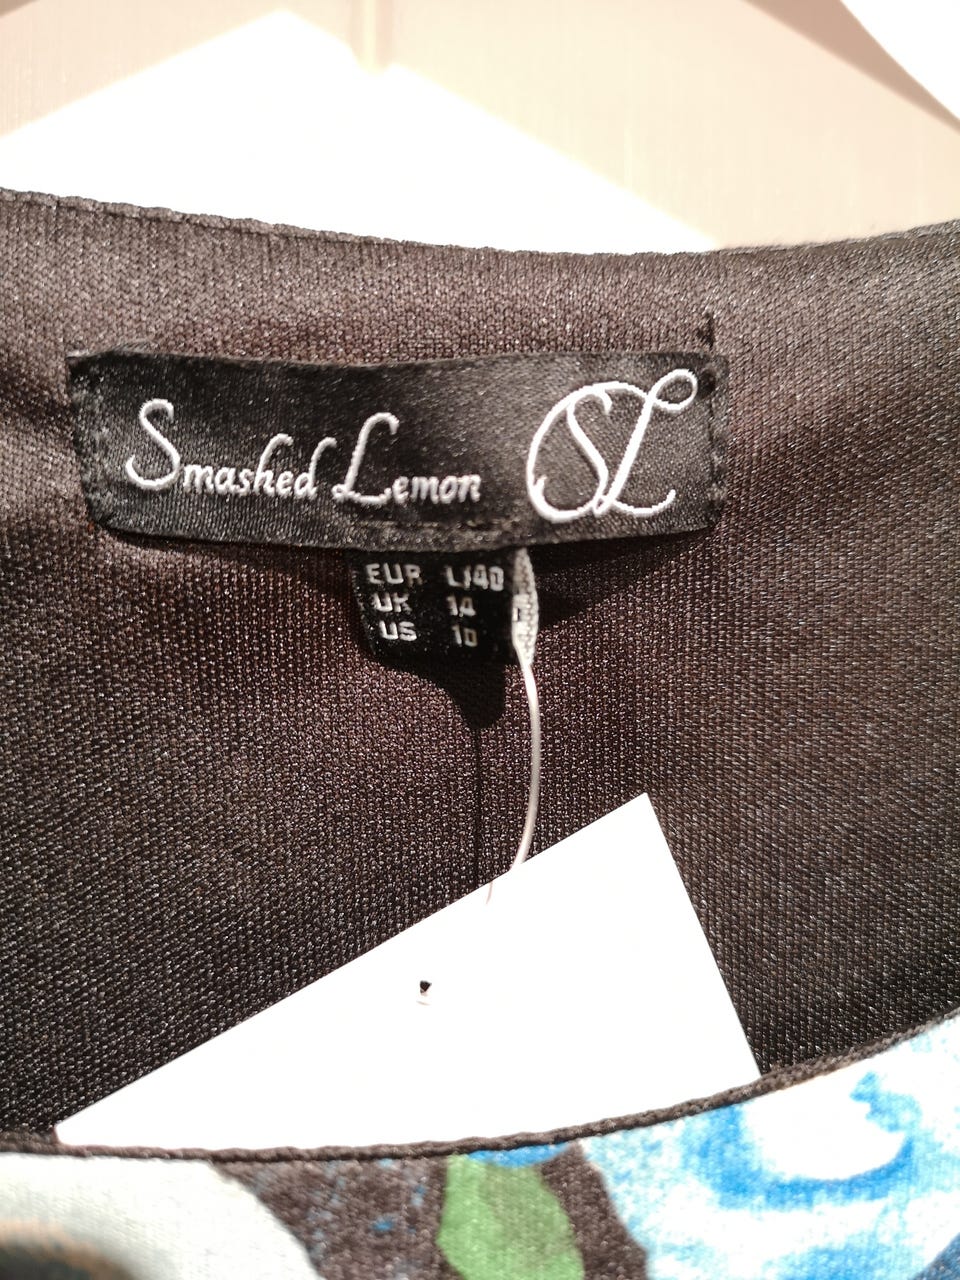 Smashed Lemon SL
EUR L/40
UK 14
US 10